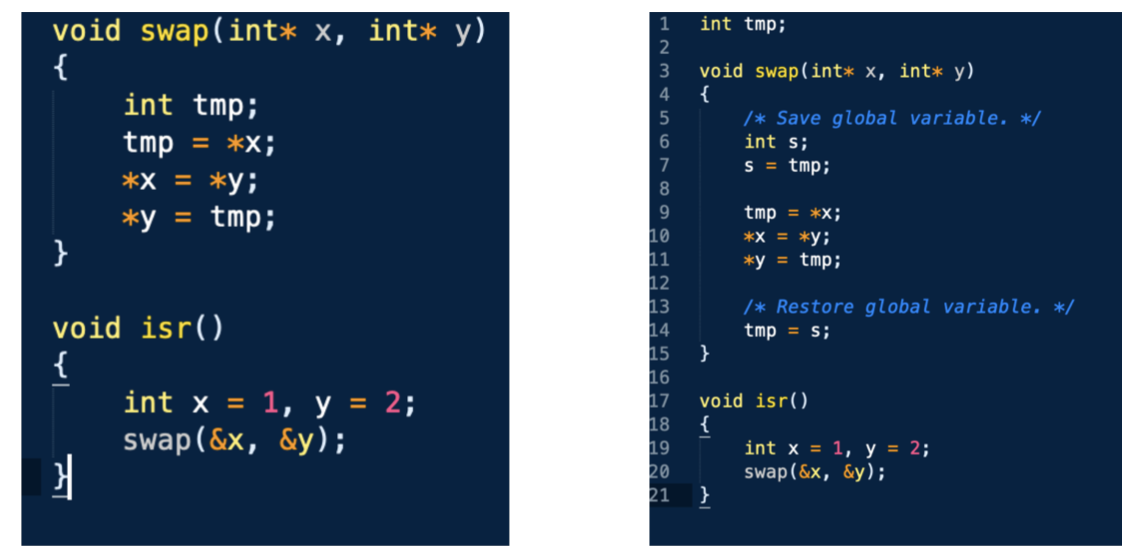 void swap(int* x, int* y)
{
int tmp;
tmp = *x;
*x = *y;
*y = tmp;
}
void isr()
{
int x = 1, y = 2;
swap(&x, &y);
}
1 int tmp;
2
3 void swap(int* x, int* y)
4 {
5 /* Save global variable. */
6 int s;
7 s = tmp;
8
9 tmp = *x;
10 *x = *y;
11 *y = tmp;
12
13 /* Restore global variable. */
14 tmp = s;
15 }
16
17 void isr()
18 {
19 int x = 1, y = 2;
20 swap(&x, &y);
21 }